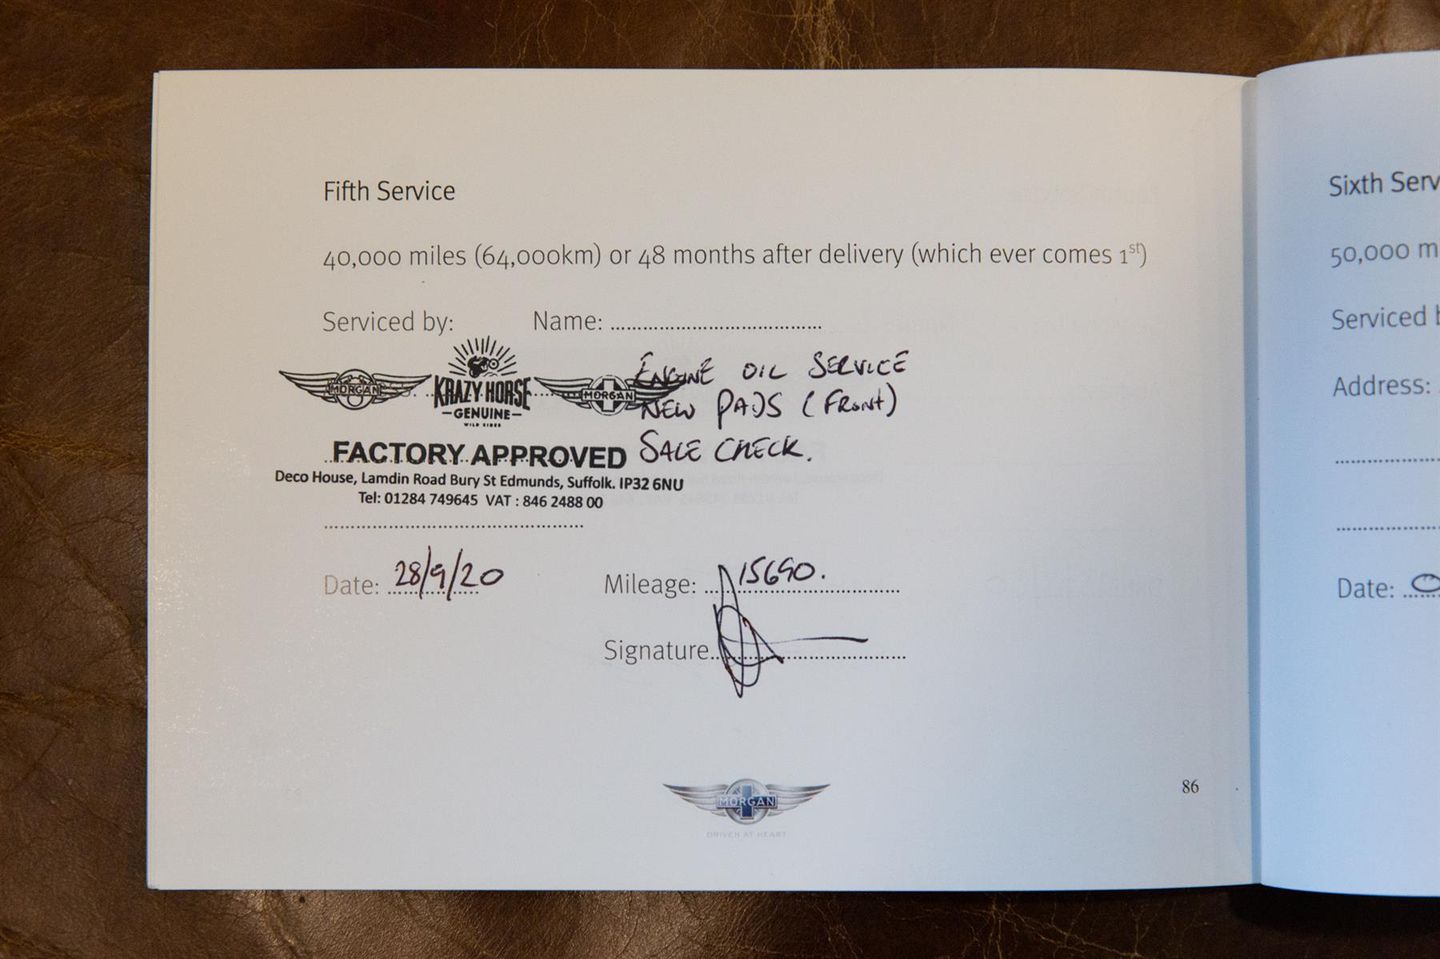 Fifth Service
40,000 miles (64,000km) or 48 months after delivery (which ever comes 1st)
Serviced by:
Name: ........................................
MORGAN
KRAZY HORSE
—GENUINE—
WILD RIDES
MORGAN
ENGINE OIL SERVICE
NEW PADS (FRONT)
SALE CHECK.
FACTORY APPROVED
Deco House, Lamdin Road Bury St Edmunds, Suffolk. IP32 6NU
Tel: 01284 749645 VAT : 846 2488 00
Date: 28/9/20
Mileage: 15690.
Signature
MORGAN
DRIVEN AT HEART
86
Sixth Serv
50,000 m
Serviced b
Address:
Date: